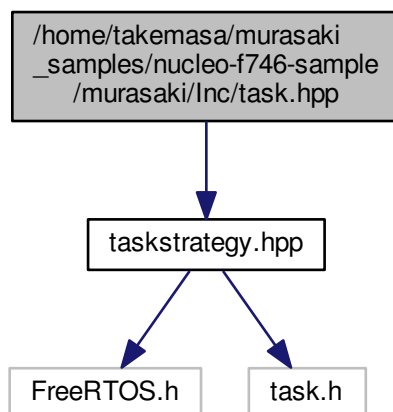 /home/takemasa/murasaki
_samples/nucleo-f746-sample
/murasaki/Inc/task.hpp
taskstrategy.hpp
FreeRTOS.h
task.h